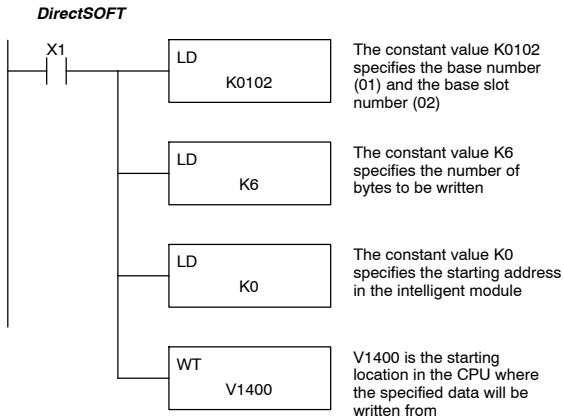 DirectSOFT
X1
LD
K0102
The constant value K0102
specifies the base number
(01) and the base slot
number (02)
LD
K6
The constant value K6
specifies the number of
bytes to be written
LD
K0
The constant value K0
specifies the starting address
in the intelligent module
WT
V1400
V1400 is the starting
location in the CPU where
the specified data will be
written from